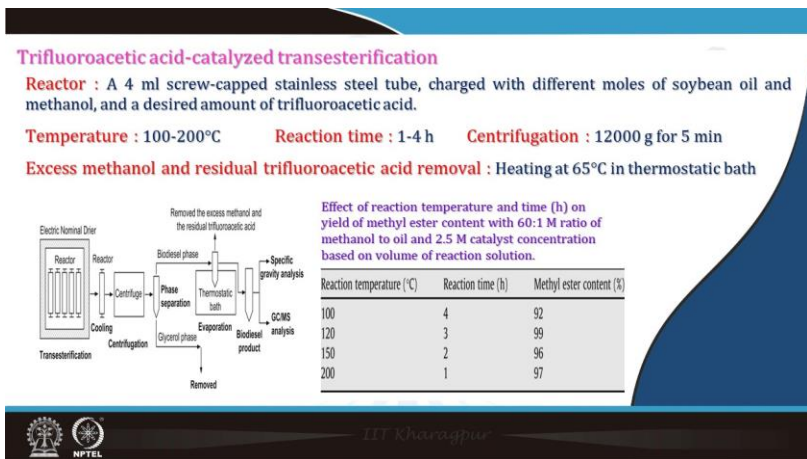 Trifluoroacetic acid-catalyzed transesterification
Reactor : A 4 ml screw-capped stainless steel tube, charged with different moles of soybean oil and
methanol, and a desired amount of trifluoroacetic acid.
Temperature : 100-200°C Reaction time : 1-4 h Centrifugation : 12000 g for 5 min
Excess methanol and residual trifluoroacetic acid removal : Heating at 65°C in thermostatic bath
Removed the excess methanol and
the residual trifluoroacetic acid
Electric Nominal Drier
Reactor
Reactor
Cooling
Centrifuge
Centrifugation
Transesterification
Biodiesel phase
Phase
separation
Glycerol phase
Removed
Thermostatic
bath
Evaporation
Biodiesel
product
Specific
gravity analysis
GC/MS
analysis
Effect of reaction temperature and time (h) on
yield of methyl ester content with 60:1 M ratio of
methanol to oil and 2.5 M catalyst concentration
based on volume of reaction solution.
Reaction temperature (°C) Reaction time (h) Methyl ester content (%)
100 4 92
120 3 99
150 2 96
200 1 97
NPTEL
IIT Kharagpur